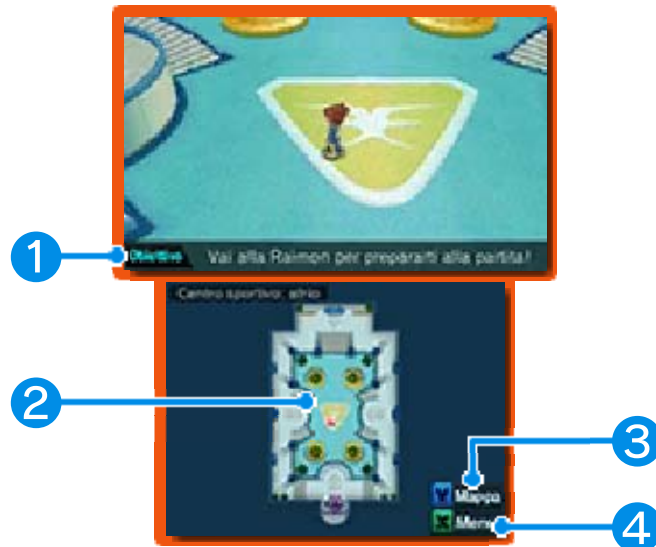 1 Obiettivo Vai alla Raimon per prepararti alla partita!
Centro sportivo: atrio
2
Y Mappa 3
X Menu 4